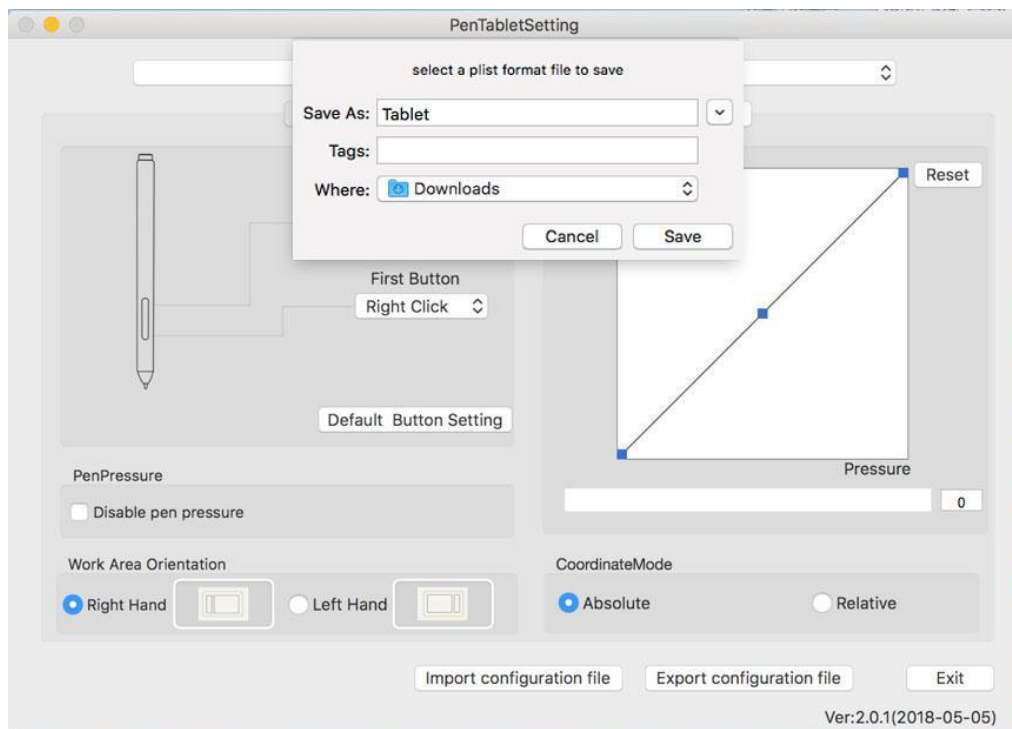 PenTabletSetting
select a plist format file to save
Save As: Tablet
Tags:
Where: Downloads
Cancel Save
Reset
First Button
Right Click
Default Button Setting
Pressure
0
PenPressure
Disable pen pressure
Work Area Orientation
Right Hand Left Hand
CoordinateMode
Absolute Relative
Import configuration file Export configuration file Exit
Ver:2.0.1(2018-05-05)